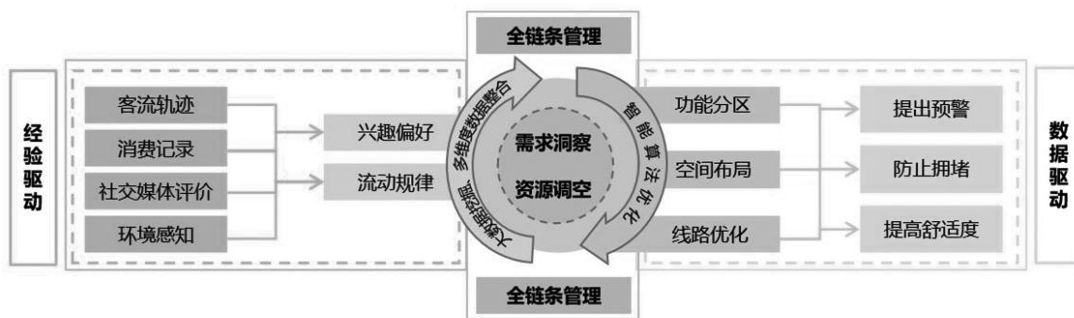 全链条管理
经验驱动
客流轨迹
消费记录
社交媒体评价
环境感知
兴趣偏好
流动规律
大数据挖掘，多维度数据整合
需求洞察
资源调空
智能算法优化
功能分区
空间布局
线路优化
提出预警
防止拥堵
提高舒适度
数据驱动
全链条管理